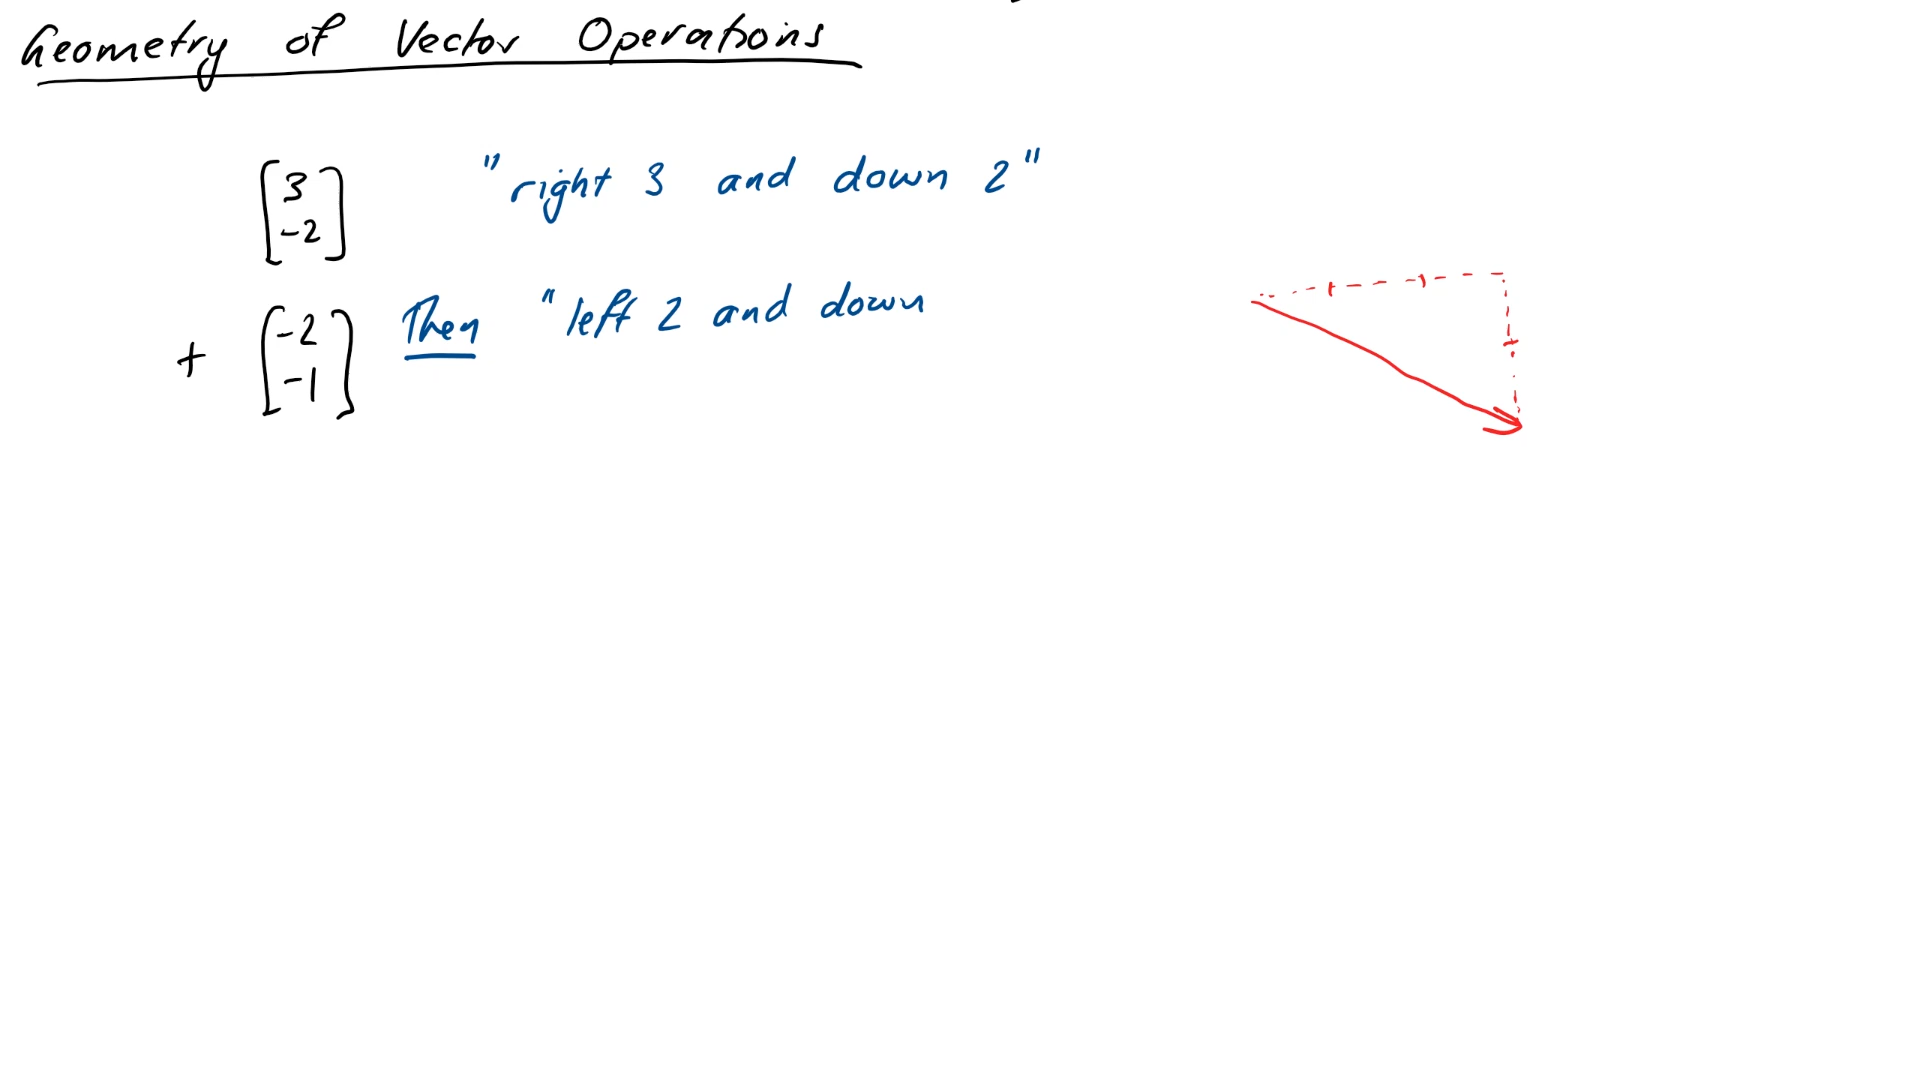 Geometry of Vector Operations
[3 -2] "right 3 and down 2"
+ [-2 -1] Then "left 2 and down